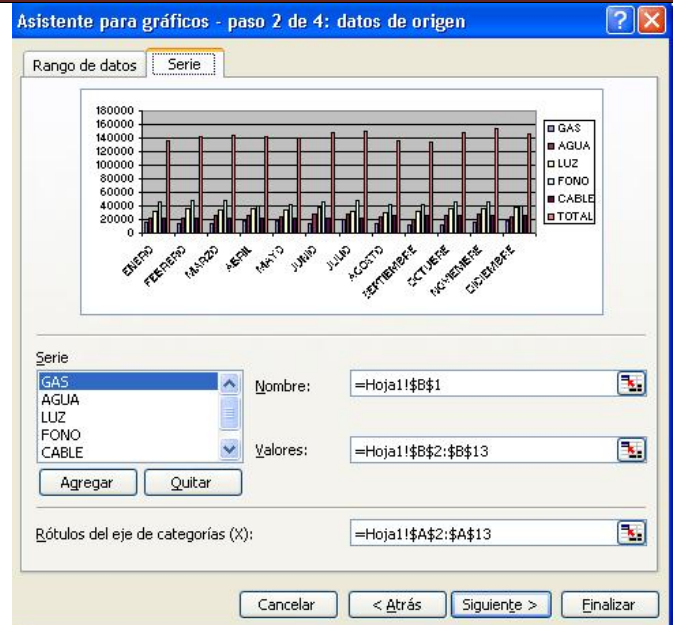 Asistente para gráficos - paso 2 de 4: datos de origen
Rango de datos
Serie
180000
160000
140000
120000
100000
80000
60000
40000
20000
0
ENERO
FEBRERO
MARZO
ABRIL
MAYO
JUNIO
JULIO
AGOSTO
SEPTIEMBRE
OCTUBRE
NOVIEMBRE
DICIEMBRE
GAS
AGUA
LUZ
FONO
CABLE
TOTAL
Serie
GAS
AGUA
LUZ
FONO
CABLE
Nombre:
=Hoja1!$B$1
Valores:
=Hoja1!$B$2:$B$13
Agregar
Quitar
Rótulos del eje de categorías (X):
=Hoja1!$A$2:$A$13
Cancelar
< Atrás
Siguiente >
Finalizar